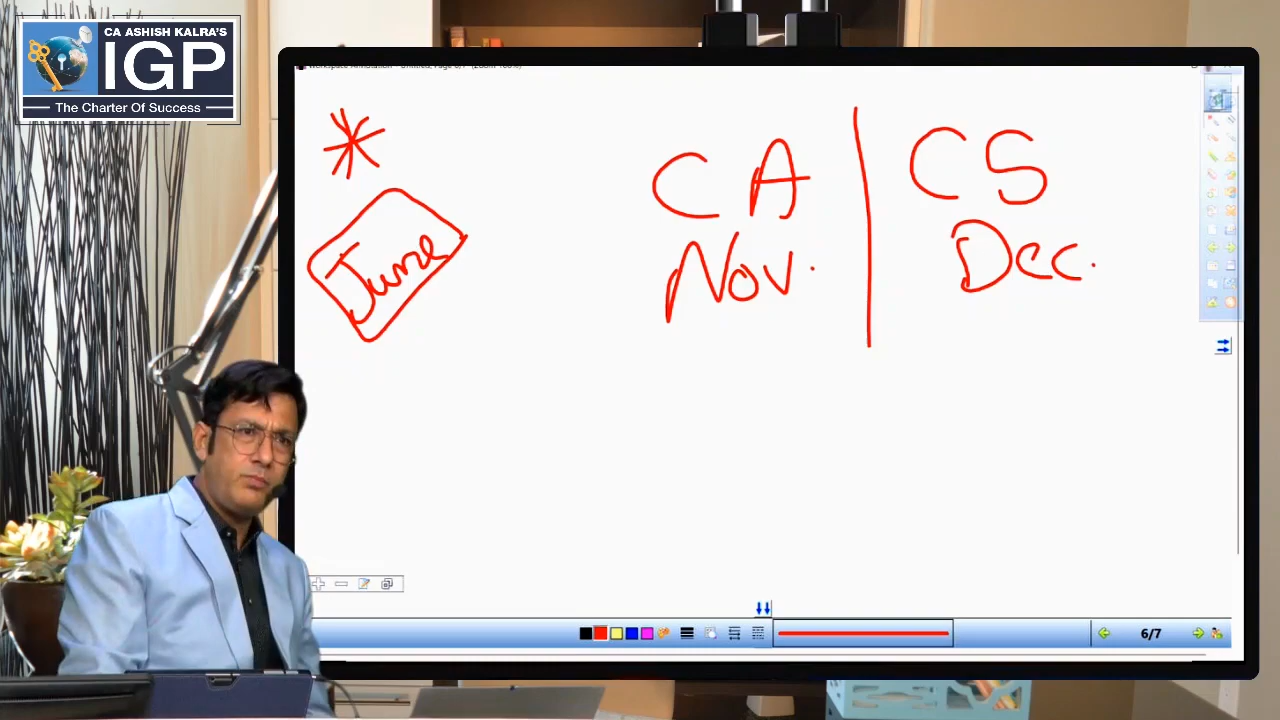 CA ASHISH KALRA'S
IGP
The Charter Of Success
*
June
CA | CS
Nov. | Dec.
6/7